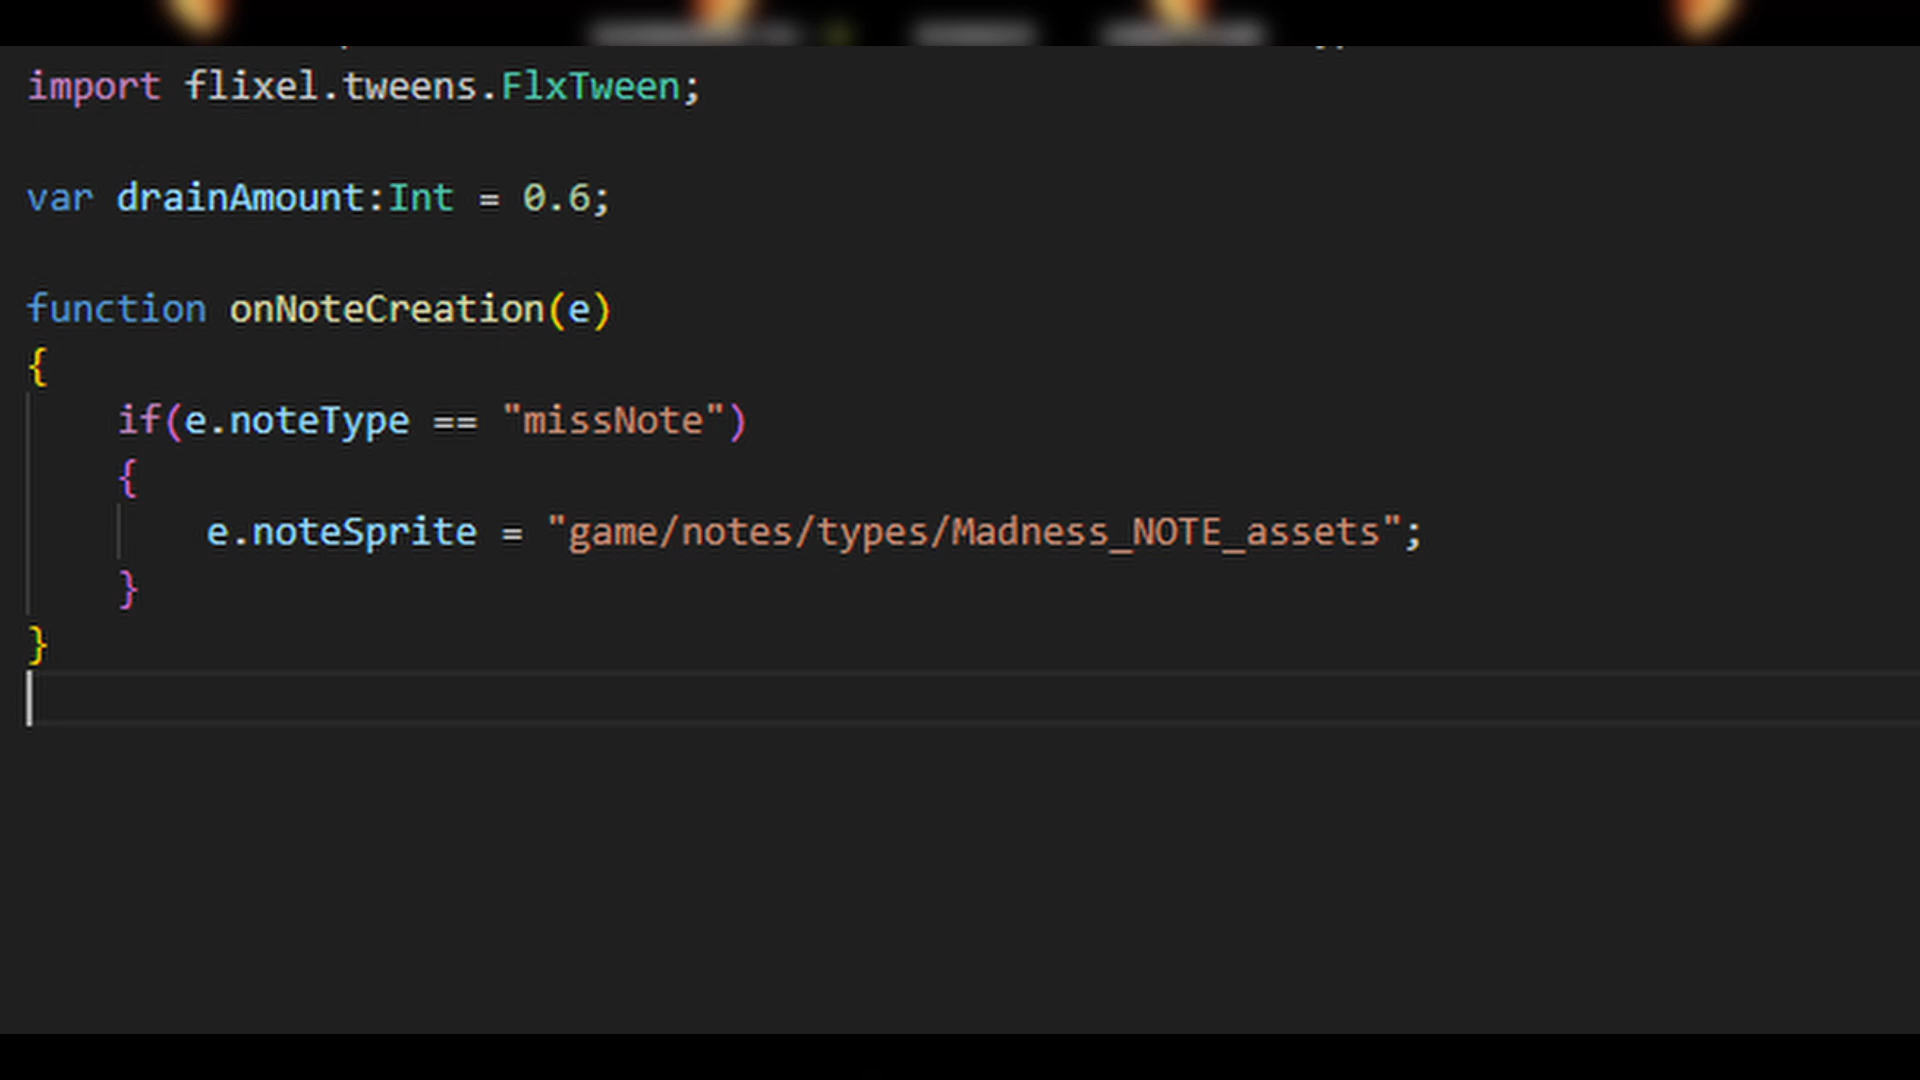 import flixel.tweens.FlxTween;
var drainAmount:Int = 0.6;
function onNoteCreation(e)
{
if(e.noteType == "missNote")
{
e.noteSprite = "game/notes/types/Madness_NOTE_assets";
}
}